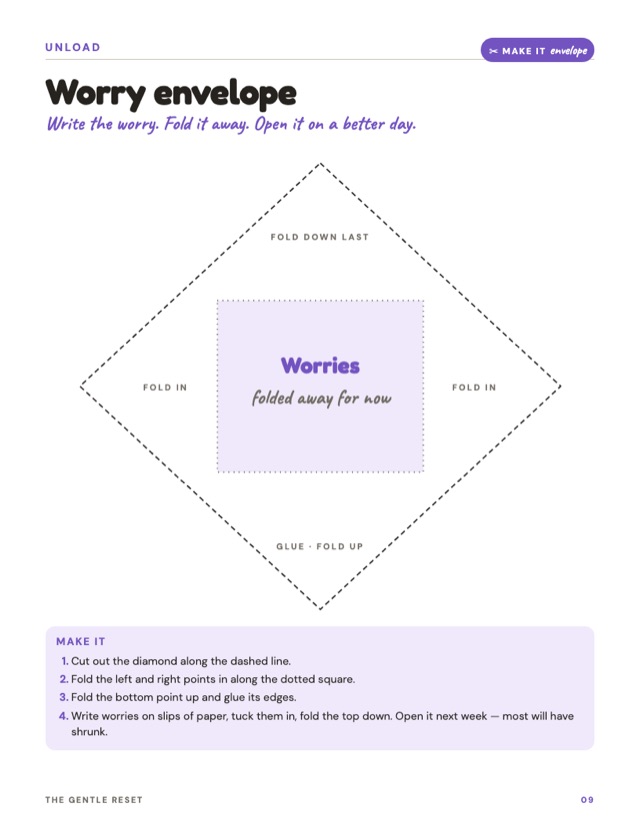 UNLOAD
✂ MAKE IT envelope
Worry envelope
Write the worry. Fold it away. Open it on a better day.
FOLD DOWN LAST
Worries
folded away for now
FOLD IN
FOLD IN
GLUE · FOLD UP
MAKE IT
1. Cut out the diamond along the dashed line.
2. Fold the left and right points in along the dotted square.
3. Fold the bottom point up and glue its edges.
4. Write worries on slips of paper, tuck them in, fold the top down. Open it next week — most will have
shrunk.
THE GENTLE RESET
09